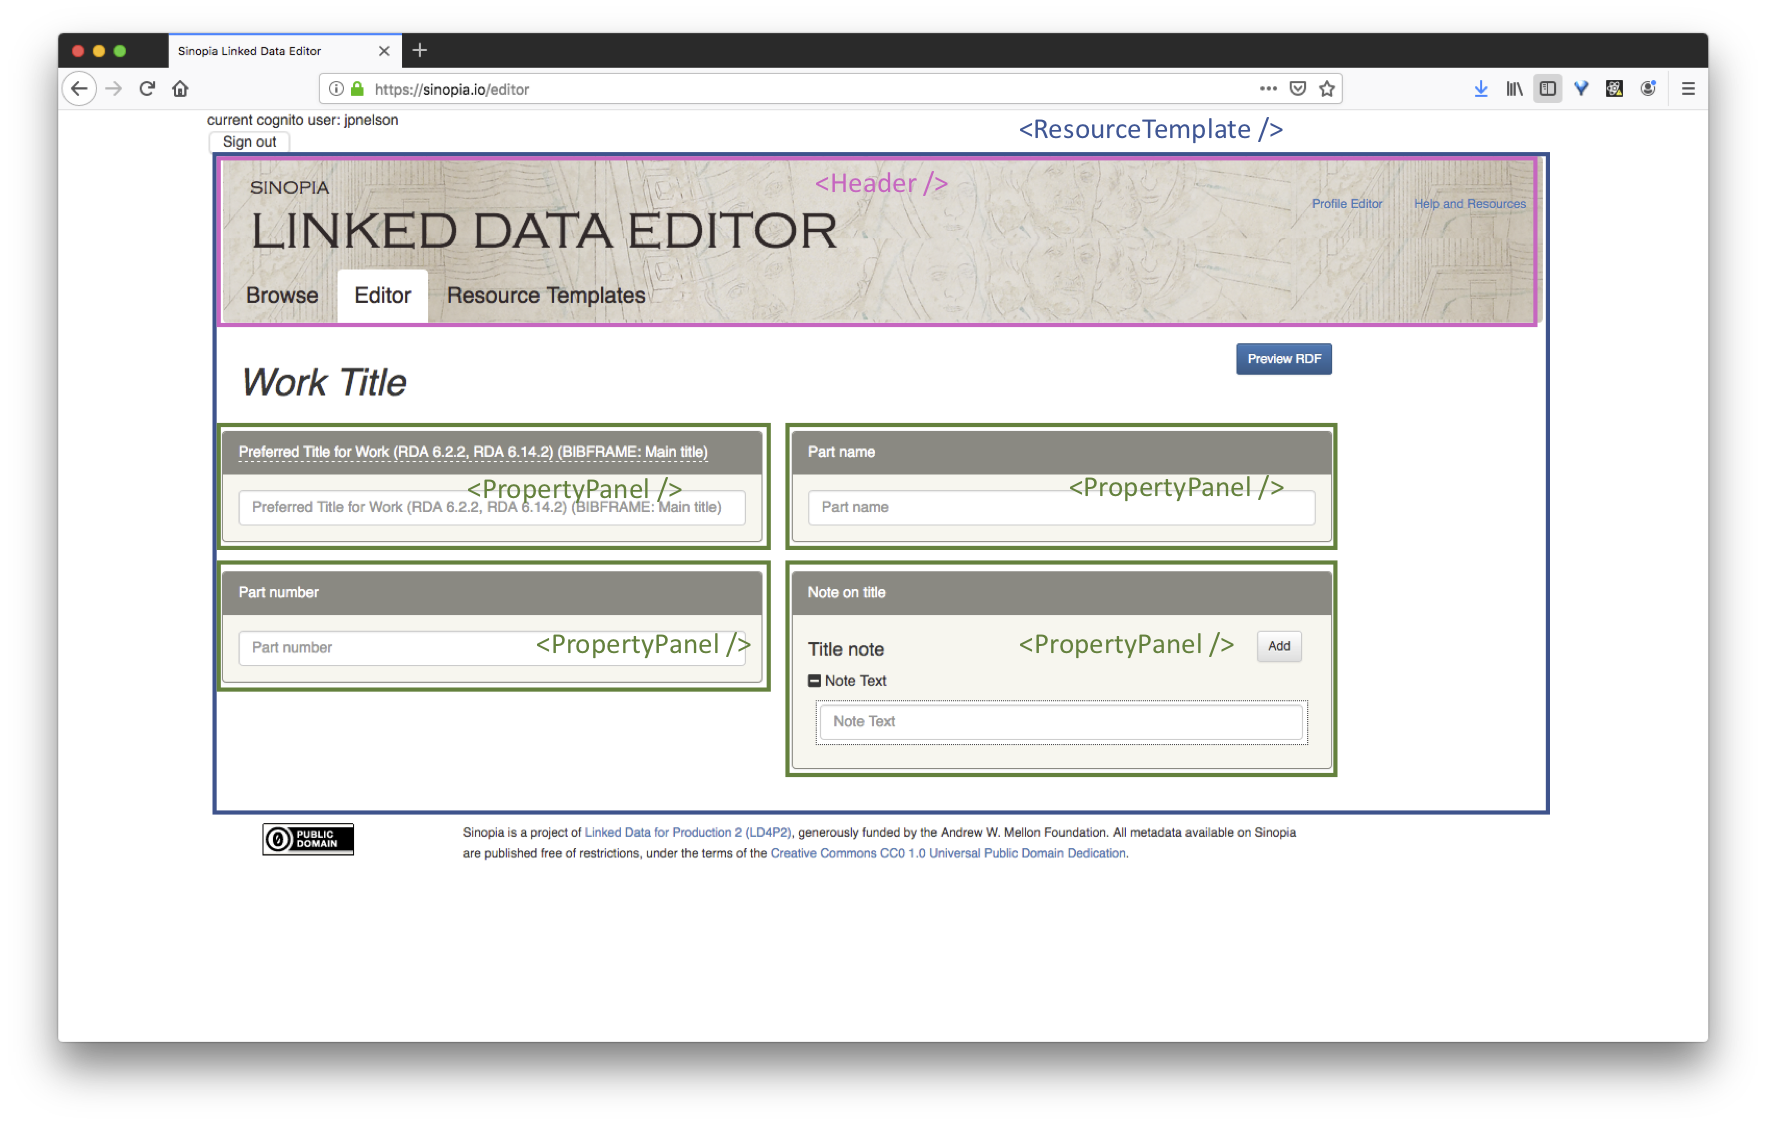 Sinopia Linked Data Editor
https://sinopia.io/editor
current cognito user: jpnelson
Sign out
<ResourceTemplate />
<Header />
SINOPIA
LINKED DATA EDITOR
Profile Editor Help and Resources
Browse Editor Resource Templates
Preview RDF
Work Title
Preferred Title for Work (RDA 6.2.2, RDA 6.14.2) (BIBFRAME: Main title)
<PropertyPanel />
Preferred Title for Work (RDA 6.2.2, RDA 6.14.2) (BIBFRAME: Main title)
Part name
<PropertyPanel />
Part name
Part number
Part number
<PropertyPanel />
Note on title
Title note
<PropertyPanel />
Add
Note Text
Note Text
PUBLIC
DOMAIN
Sinopia is a project of Linked Data for Production 2 (LD4P2), generously funded by the Andrew W. Mellon Foundation. All metadata available on Sinopia
are published free of restrictions, under the terms of the Creative Commons CC0 1.0 Universal Public Domain Dedication.